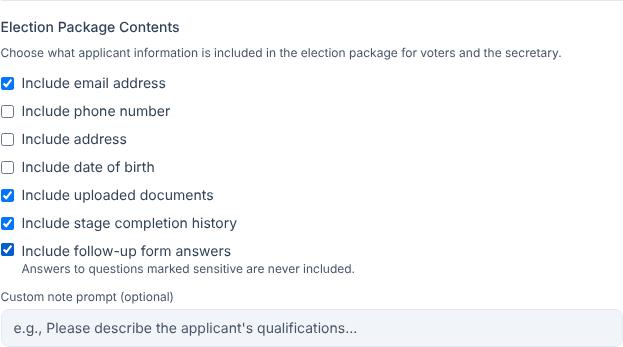 Election Package Contents
Choose what applicant information is included in the election package for voters and the secretary.
Include email address
Include phone number
Include address
Include date of birth
Include uploaded documents
Include stage completion history
Include follow-up form answers
Answers to questions marked sensitive are never included.
Custom note prompt (optional)
e.g., Please describe the applicant's qualifications...